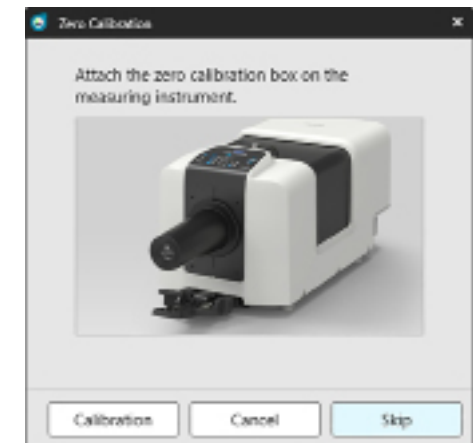 Zero Calibration
Attach the zero calibration box on the
measuring instrument.
Calibration
Cancel
Skip